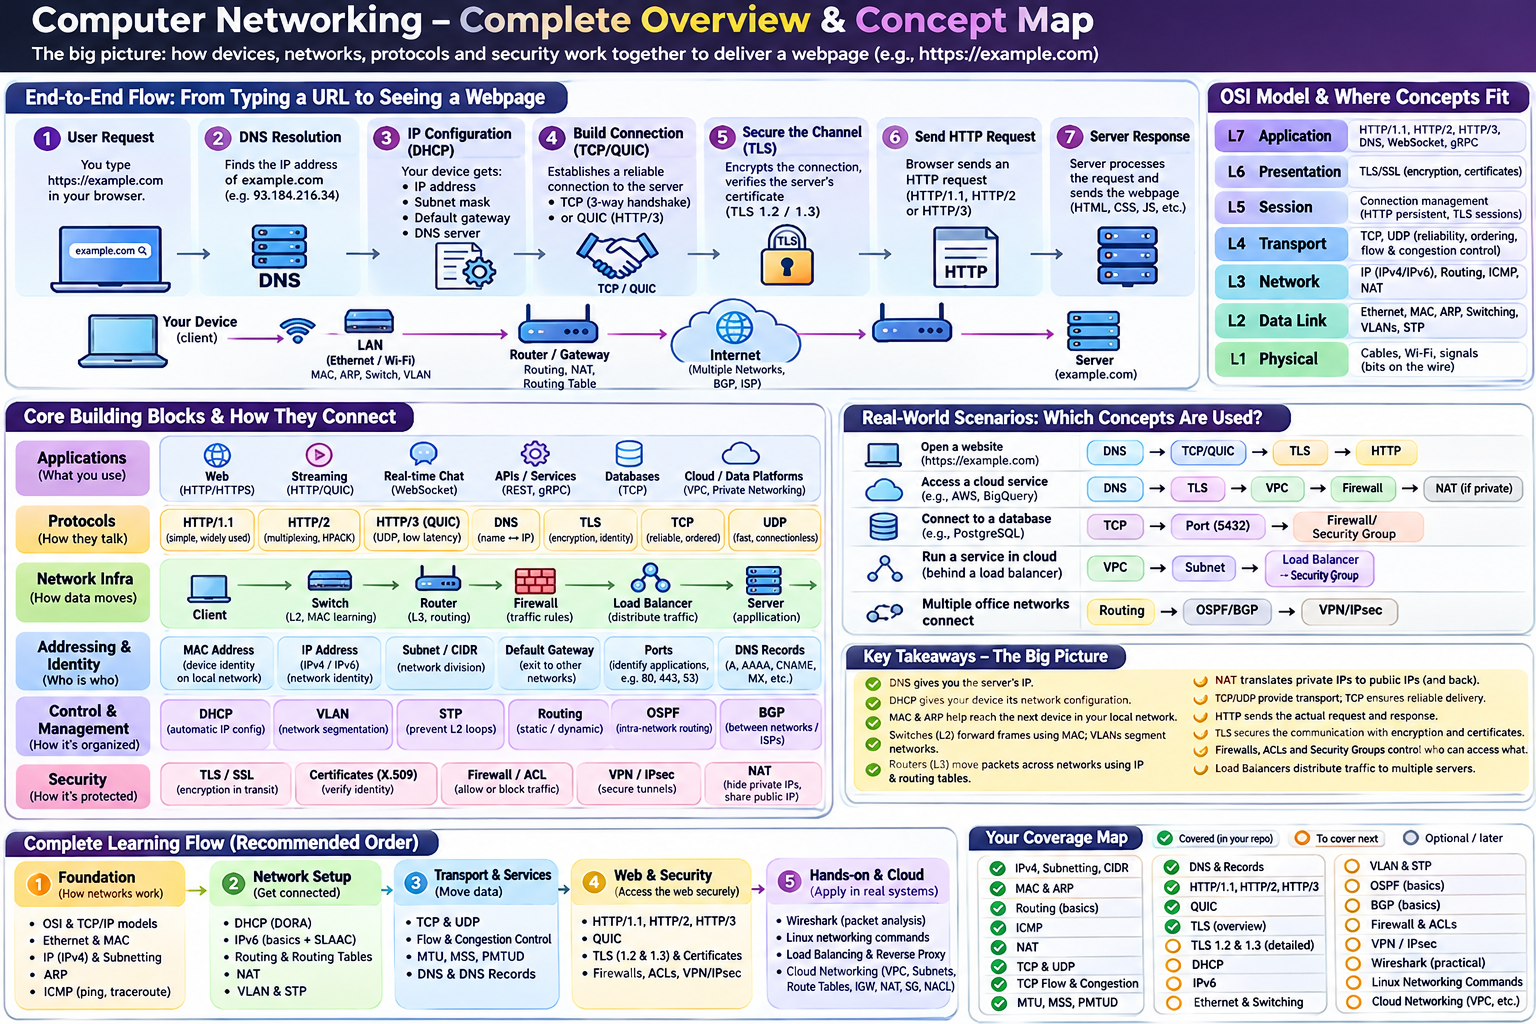 Computer Networking – Complete Overview & Concept Map
The big picture: how devices, networks, protocols and security work together to deliver a webpage (e.g., https://example.com)
End-to-End Flow: From Typing a URL to Seeing a Webpage
1 User Request
You type
https://example.com
in your browser.
example.com
2 DNS Resolution
Finds the IP address
of example.com
(e.g. 93.184.216.34)
DNS
3 IP Configuration
(DHCP)
Your device gets:
• IP address
• Subnet mask
• Default gateway
• DNS server
4 Build Connection
(TCP/QUIC)
Establishes a reliable
connection to the server
• TCP (3-way handshake)
• or QUIC (HTTP/3)
TCP / QUIC
5 Secure the Channel
(TLS)
Encrypts the connection,
verifies the server's
certificate
(TLS 1.2 / 1.3)
TLS
6 Send HTTP Request
Browser sends an
HTTP request
(HTTP/1.1, HTTP/2
or HTTP/3)
HTTP
7 Server Response
Server processes
the request and
sends the webpage
(HTML, CSS, JS, etc.)
Your Device
(client)
LAN
(Ethernet / Wi-Fi)
MAC, ARP, Switch, VLAN
Router / Gateway
Routing, NAT,
Routing Table
Internet
(Multiple Networks,
BGP, ISP)
Server
(example.com)
OSI Model & Where Concepts Fit
L7 Application
HTTP/1.1, HTTP/2, HTTP/3,
DNS, WebSocket, gRPC
L6 Presentation
TLS/SSL (encryption, certificates)
L5 Session
Connection management
(HTTP persistent, TLS sessions)
L4 Transport
TCP, UDP (reliability, ordering,
flow & congestion control)
L3 Network
IP (IPv4/IPv6), Routing, ICMP,
NAT
L2 Data Link
Ethernet, MAC, ARP, Switching,
VLANs, STP
L1 Physical
Cables, Wi-Fi, signals
(bits on the wire)
Core Building Blocks & How They Connect
Applications
(What you use)
Web
(HTTP/HTTPS)
Streaming
(HTTP/QUIC)
Real-time Chat
(WebSocket)
APIs / Services
(REST, gRPC)
Databases
(TCP)
Cloud / Data Platforms
(VPC, Private Networking)
Protocols
(How they talk)
HTTP/1.1
(simple, widely used)
HTTP/2
(multiplexing, HPACK)
HTTP/3 (QUIC)
(UDP, low latency)
DNS
(name ↔ IP)
TLS
(encryption, identity)
TCP
(reliable, ordered)
UDP
(fast, connectionless)
Network Infra
(How data moves)
Client
Switch
(L2, MAC learning)
Router
(L3, routing)
Firewall
(traffic rules)
Load Balancer
(distribute traffic)
Server
(application)
Addressing &
Identity
(Who is who)
MAC Address
(device identity
on local network)
IP Address
(IPv4 / IPv6)
(network identity)
Subnet / CIDR
(network division)
Default Gateway
(exit to other
networks)
Ports
(identify applications,
e.g. 80, 443, 53)
DNS Records
(A, AAAA, CNAME,
MX, etc.)
Control &
Management
(How it's organized)
DHCP
(automatic IP config)
VLAN
(network segmentation)
STP
(prevent L2 loops)
Routing
(static / dynamic)
OSPF
(intra-network routing)
BGP
(between networks /
ISPs)
Security
(How it's protected)
TLS / SSL
(encryption in transit)
Certificates (X.509)
(verify identity)
Firewall / ACL
(allow or block traffic)
VPN / IPsec
(secure tunnels)
NAT
(hide private IPs,
share public IP)
Real-World Scenarios: Which Concepts Are Used?
Open a website
(https://example.com)
DNS → TCP/QUIC → TLS → HTTP
Access a cloud service
(e.g., AWS, BigQuery)
DNS → TLS → VPC → Firewall → NAT (if private)
Connect to a database
(e.g., PostgreSQL)
TCP → Port (5432) → Firewall/
Security Group
Run a service in cloud
(behind a load balancer)
VPC → Subnet → Load Balancer
→ Security Group
Multiple office networks
connect
Routing → OSPF/BGP → VPN/IPsec
Key Takeaways – The Big Picture
DNS gives you the server's IP.
DHCP gives your device its network configuration.
MAC & ARP help reach the next device in your local network.
Switches (L2) forward frames using MAC; VLANs segment
networks.
Routers (L3) move packets across networks using IP
& routing tables.
NAT translates private IPs to public IPs (and back).
TCP/UDP provide transport; TCP ensures reliable delivery.
HTTP sends the actual request and response.
TLS secures the communication with encryption and certificates.
Firewalls, ACLs and Security Groups control who can access what.
Load Balancers distribute traffic to multiple servers.
Complete Learning Flow (Recommended Order)
1 Foundation
(How networks work)
• OSI & TCP/IP models
• Ethernet & MAC
• IP (IPv4) & Subnetting
• ARP
• ICMP (ping, traceroute)
2 Network Setup
(Get connected)
• DHCP (DORA)
• IPv6 (basics + SLAAC)
• Routing & Routing Tables
• NAT
• VLAN & STP
3 Transport & Services
(Move data)
• TCP & UDP
• Flow & Congestion Control
• MTU, MSS, PMTUD
• DNS & DNS Records
4 Web & Security
(Access the web securely)
• HTTP/1.1, HTTP/2, HTTP/3
• QUIC
• TLS (1.2 & 1.3) & Certificates
• Firewalls, ACLs, VPN/IPsec
5 Hands-on & Cloud
(Apply in real systems)
• Wireshark (packet analysis)
• Linux networking commands
• Load Balancing & Reverse Proxy
• Cloud Networking (VPC, Subnets,
Route Tables, IGW, NAT, SG, NACL)
Your Coverage Map
Covered (in your repo)
To cover next
Optional / later
IPv4, Subnetting, CIDR
MAC & ARP
Routing (basics)
ICMP
NAT
TCP & UDP
TCP Flow & Congestion
MTU, MSS, PMTUD
DNS & Records
HTTP/1.1, HTTP/2, HTTP/3
QUIC
TLS (overview)
TLS 1.2 & 1.3 (detailed)
DHCP
IPv6
Ethernet & Switching
VLAN & STP
OSPF (basics)
BGP (basics)
Firewall & ACLs
VPN / IPsec
Wireshark (practical)
Linux Networking Commands
Cloud Networking (VPC, etc.)